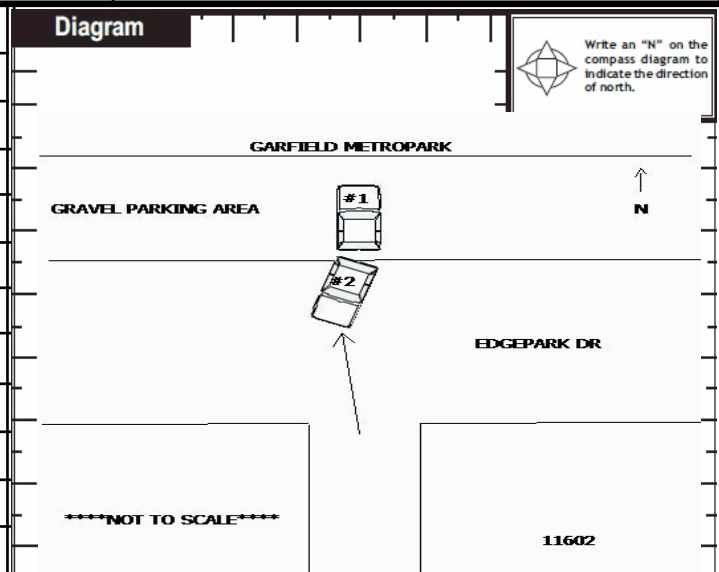 Diagram
Write an "N" on the
compass diagram to
indicate the direction
of north.
GARFIELD METROPARK
#1
GRAVEL PARKING AREA
N
#2
EDGEPARK DR
****NOT TO SCALE****
11602